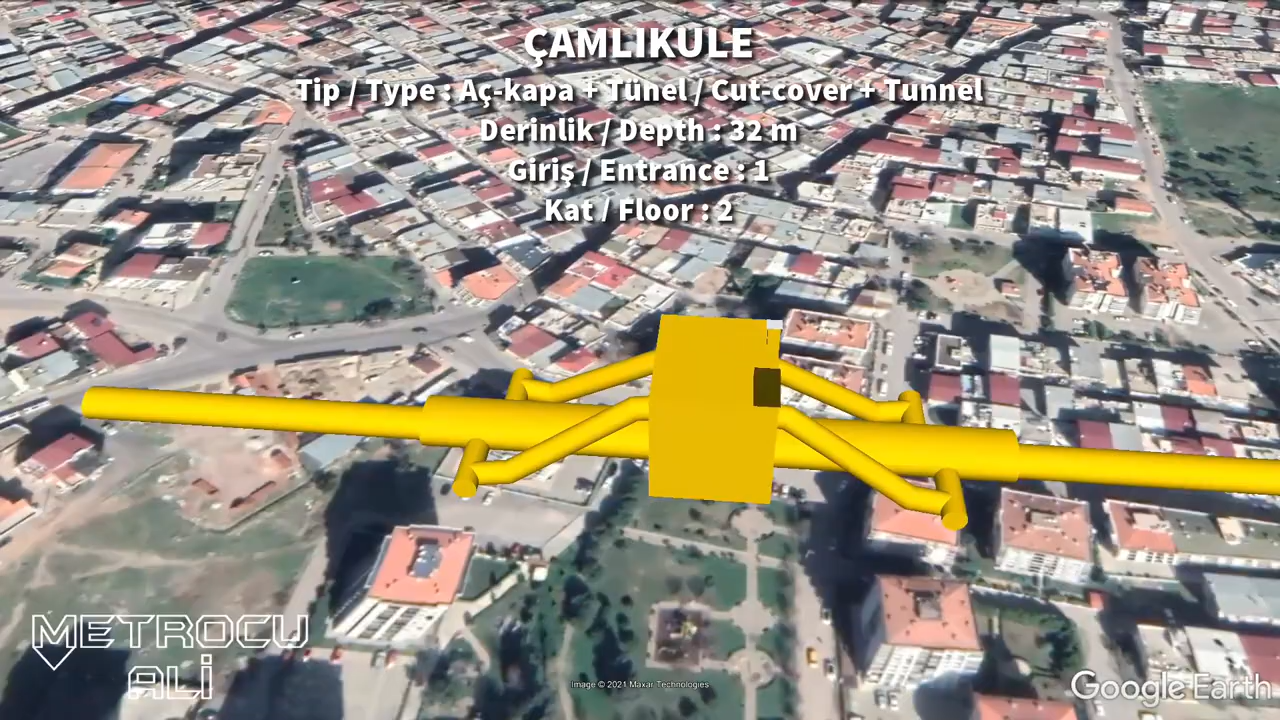 ÇAMLIKULE
Tip / Type : Aç-kapa + Tünel / Cut-cover + Tunnel
Derinlik / Depth : 32 m
Giriş / Entrance : 1
Kat / Floor : 2
METROCU
ALİ
Image © 2021 Maxar Technologies
Google Earth